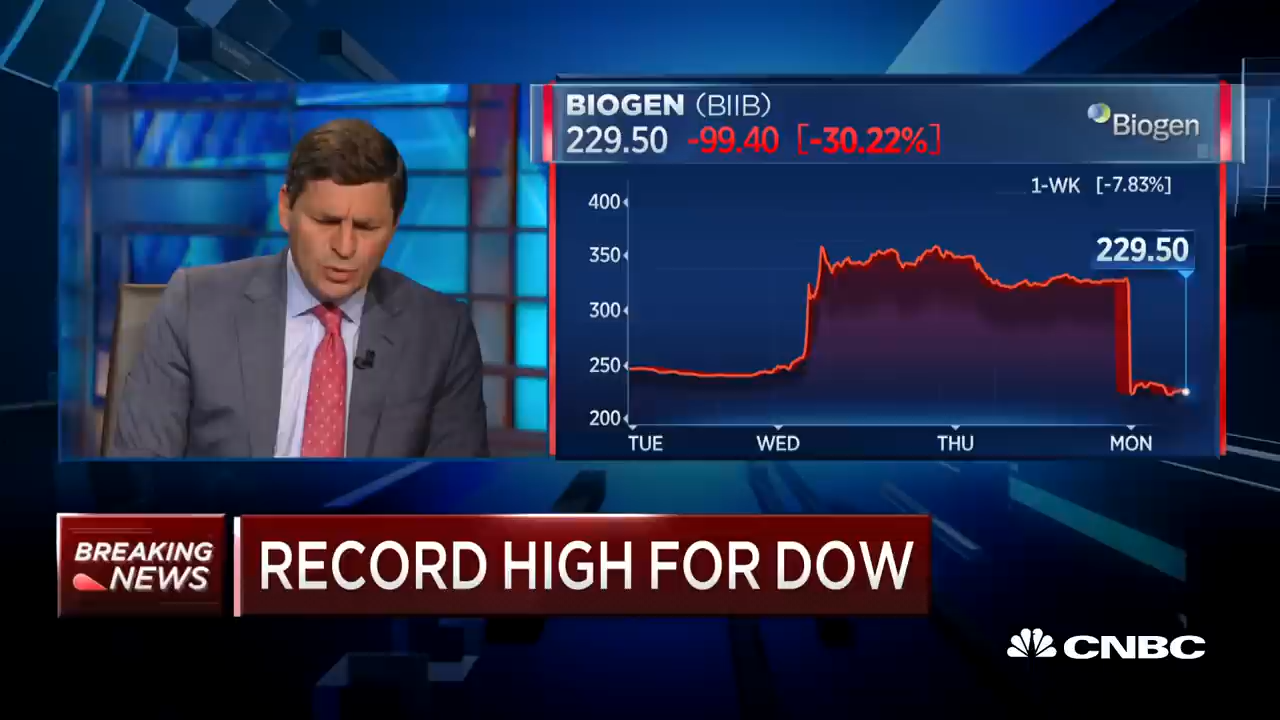 BIOGEN (BIIB)
229.50 -99.40 [-30.22%]
Biogen
1-WK [-7.83%]
400
350
300
250
200
229.50
TUE WED THU MON
BREAKING
NEWS
RECORD HIGH FOR DOW
CNBC